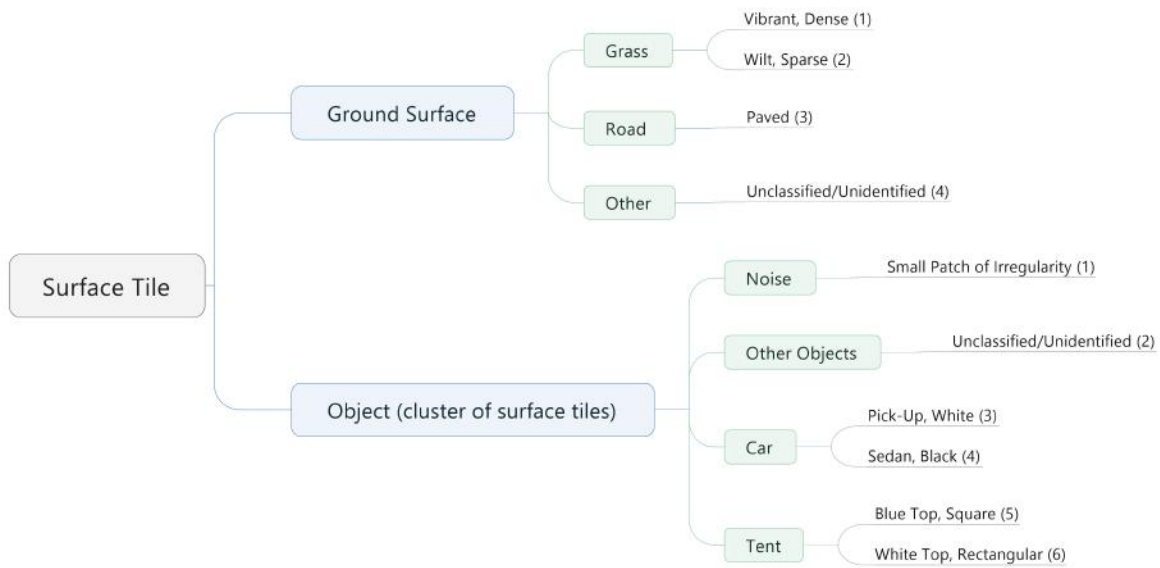 Surface Tile
Ground Surface
Grass
Vibrant, Dense (1)
Wilt, Sparse (2)
Road
Paved (3)
Other
Unclassified/Unidentified (4)
Object (cluster of surface tiles)
Noise
Small Patch of Irregularity (1)
Other Objects
Unclassified/Unidentified (2)
Car
Pick-Up, White (3)
Sedan, Black (4)
Tent
Blue Top, Square (5)
White Top, Rectangular (6)